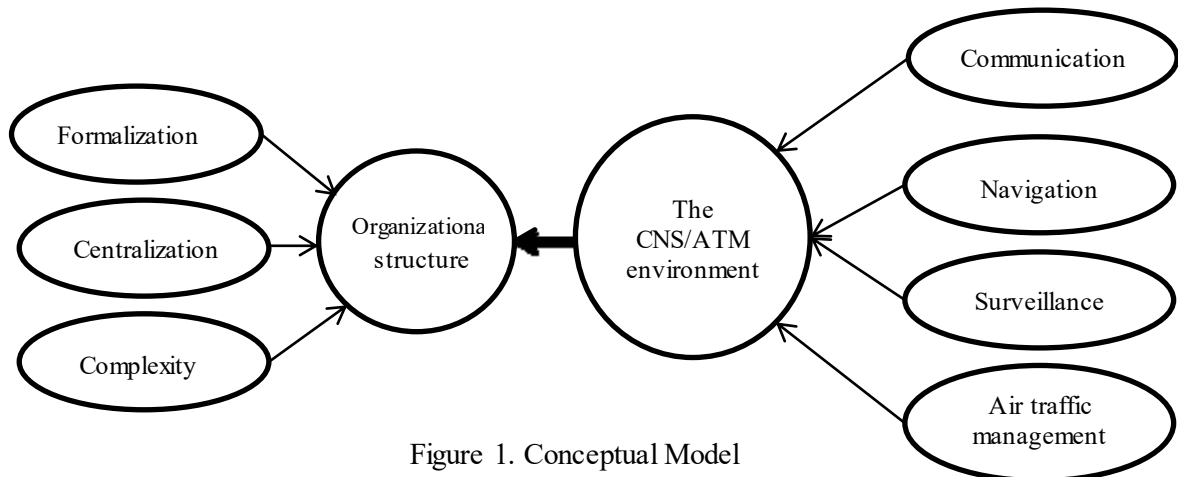 Formalization
Centralization
Complexity
Organizationa
structure
The
CNS/ATM
environment
Communication
Navigation
Surveillance
Air traffic
management
Figure 1. Conceptual Model